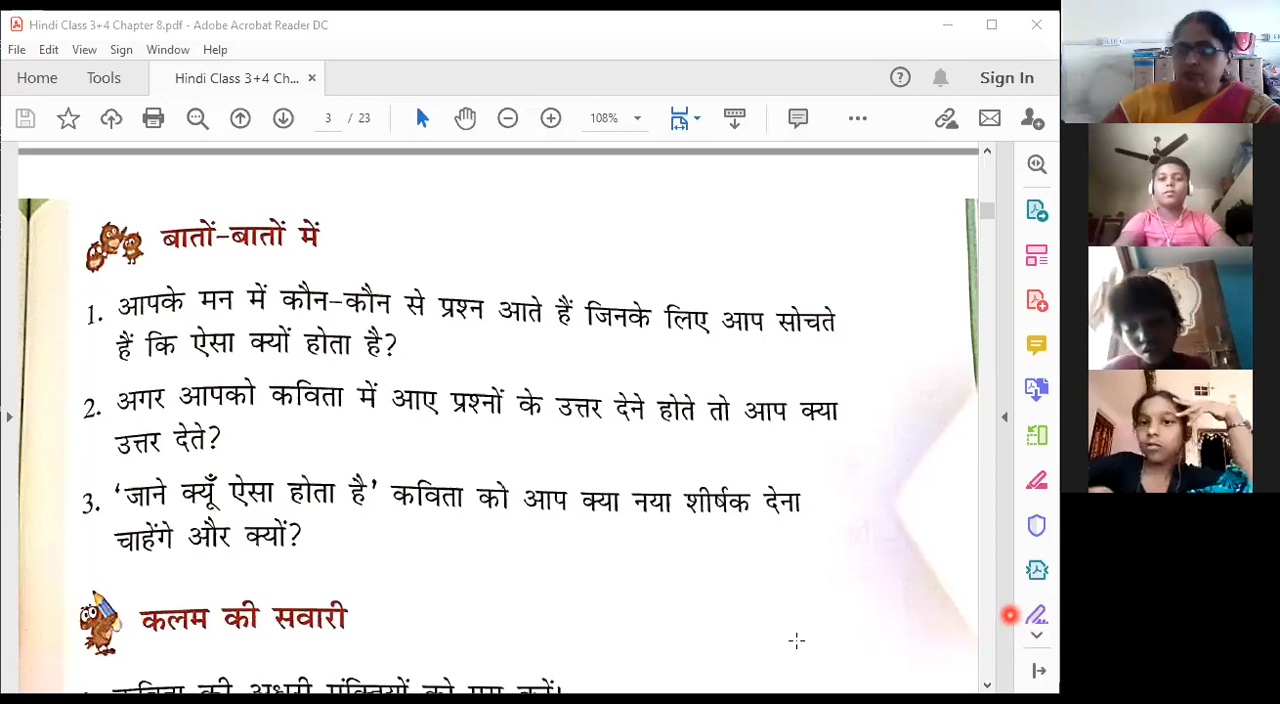 Hindi Class 3+4 Chapter 8.pdf - Adobe Acrobat Reader DC
File Edit View Sign Window Help
Home Tools Hindi Class 3+4 Ch... × Sign In
3 / 23 108%
बातों-बातों में
1. आपके मन में कौन-कौन से प्रश्न आते हैं जिनके लिए आप सोचते
हैं कि ऐसा क्यों होता है?
2. अगर आपको कविता में आए प्रश्नों के उत्तर देने होते तो आप क्या
उत्तर देते?
3. 'जाने क्यूँ ऐसा होता है' कविता को आप क्या नया शीर्षक देना
चाहेंगे और क्यों?
कलम की सवारी
कविता की अधूरी पंक्तियों को